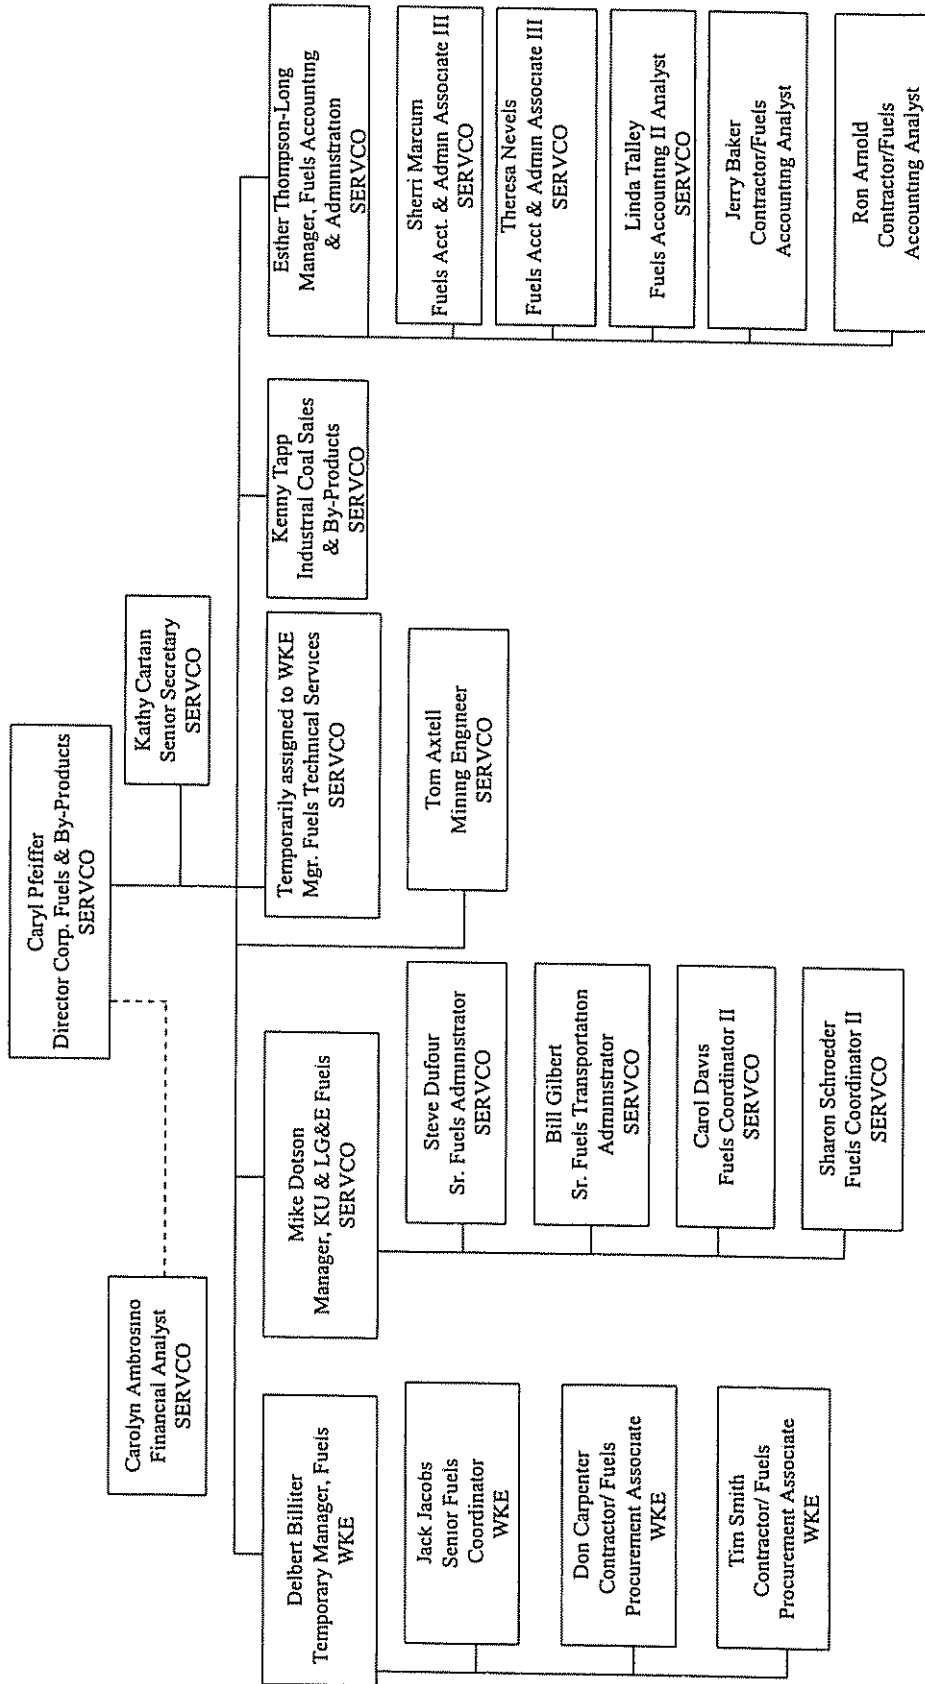 Caryl Pfeiffer
Director Corp. Fuels & By-Products
SERVCO
Kathy Cartain
Senior Secretary
SERVCO
Carolyn Ambrosino
Financial Analyst
SERVCO
Delbert Billiter
Temporary Manager, Fuels
WKE
Jack Jacobs
Senior Fuels
Coordinator
WKE
Don Carpenter
Contractor/ Fuels
Procurement Associate
WKE
Tim Smith
Contractor/ Fuels
Procurement Associate
WKE
Mike Dotson
Manager, KU & LG&E Fuels
SERVCO
Steve Dufour
Sr. Fuels Administrator
SERVCO
Bill Gilbert
Sr. Fuels Transportation
Administrator
SERVCO
Carol Davis
Fuels Coordinator II
SERVCO
Sharon Schroeder
Fuels Coordinator II
SERVCO
Temporarily assigned to WKE
Mgr. Fuels Technical Services
SERVCO
Tom Axtell
Mining Engineer
SERVCO
Kenny Tapp
Industrial Coal Sales
& By-Products
SERVCO
Esther Thompson-Long
Manager, Fuels Accounting
& Administration
SERVCO
Sherri Marcum
Fuels Acct. & Admin Associate III
SERVCO
Theresa Nevels
Fuels Acct & Admin Associate III
SERVCO
Linda Talley
Fuels Accounting II Analyst
SERVCO
Jerry Baker
Contractor/Fuels
Accounting Analyst
Ron Arnold
Contractor/Fuels
Accounting Analyst